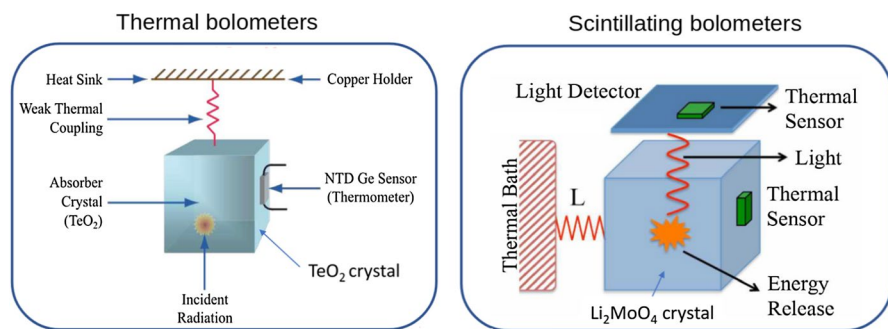 Thermal bolometers
Heat Sink
Copper Holder
Weak Thermal
Coupling
Absorber
Crystal
(TeO₂)
NTD Ge Sensor
(Thermometer)
TeO₂ crystal
Incident
Radiation
Scintillating bolometers
Light Detector
Thermal
Sensor
Light
Thermal Bath
L
Thermal
Sensor
Energy
Release
Li₂MoO₄ crystal